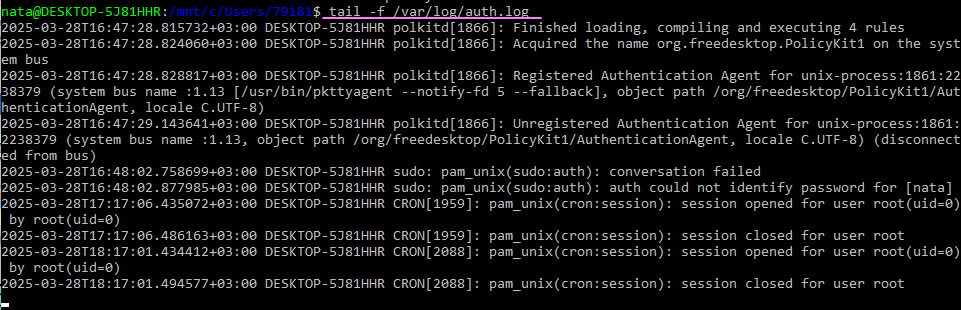 nata@DESKTOP-5J81HHR:/mnt/c/Users/79181$ tail -f /var/log/auth.log
2025-03-28T16:47:28.815732+03:00 DESKTOP-5J81HHR polkitd[1866]: Finished loading, compiling and executing 4 rules
2025-03-28T16:47:28.824060+03:00 DESKTOP-5J81HHR polkitd[1866]: Acquired the name org.freedesktop.PolicyKit1 on the syst
em bus
2025-03-28T16:47:28.828817+03:00 DESKTOP-5J81HHR polkitd[1866]: Registered Authentication Agent for unix-process:1861:22
38379 (system bus name :1.13 [/usr/bin/pkttyagent --notify-fd 5 --fallback], object path /org/freedesktop/PolicyKit1/Aut
henticationAgent, locale C.UTF-8)
2025-03-28T16:47:29.143641+03:00 DESKTOP-5J81HHR polkitd[1866]: Unregistered Authentication Agent for unix-process:1861:
2238379 (system bus name :1.13, object path /org/freedesktop/PolicyKit1/AuthenticationAgent, locale C.UTF-8) (disconnect
ed from bus)
2025-03-28T16:48:02.758699+03:00 DESKTOP-5J81HHR sudo: pam_unix(sudo:auth): conversation failed
2025-03-28T16:48:02.877985+03:00 DESKTOP-5J81HHR sudo: pam_unix(sudo:auth): auth could not identify password for [nata]
2025-03-28T17:17:06.435072+03:00 DESKTOP-5J81HHR CRON[1959]: pam_unix(cron:session): session opened for user root(uid=0)
 by root(uid=0)
2025-03-28T17:17:06.486163+03:00 DESKTOP-5J81HHR CRON[1959]: pam_unix(cron:session): session closed for user root
2025-03-28T18:17:01.434412+03:00 DESKTOP-5J81HHR CRON[2088]: pam_unix(cron:session): session opened for user root(uid=0)
 by root(uid=0)
2025-03-28T18:17:01.494577+03:00 DESKTOP-5J81HHR CRON[2088]: pam_unix(cron:session): session closed for user root